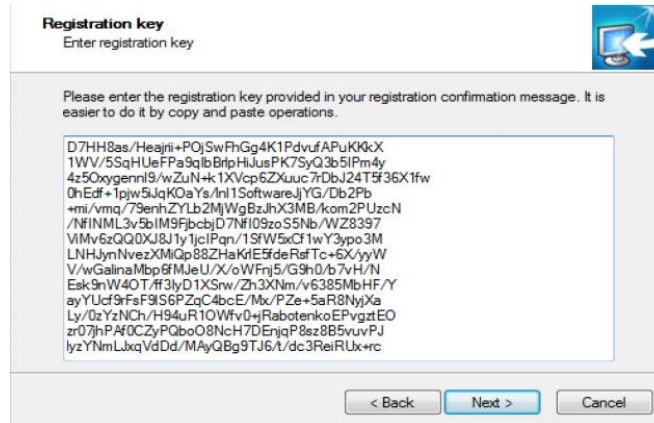 Registration key
Enter registration key
Please enter the registration key provided in your registration confirmation message. It is
easier to do it by copy and paste operations.
D7HH8as/Heajrii+POjSwFhGg4K1PdvufAPuKKkX
1WV/5SqHUeFPa9qlbBrlpHiJusPK7SyQ3b5lPm4y
4z5Oxygennl9/wZuN+k1XVcp6ZXuuc7rDbJ24T5f36X1fw
0hEdf+1pjw5iJqKOaYs/Inl1SoftwareJjYG/Db2Pb
+mi/vmq/79enhZYLb2MjWgBzJhX3MB/kom2PUzcN
/NfINML3v5bIM9FjbcbjD7NfI09zoS5Nb/WZ8397
ViMv6zQQ0XJ8J1y1jclPqn/1SfW5xCf1wY3ypo3M
LNHJynNvezXMiQp88ZHaKrlE5fdeRsfTc+6X/yyW
V/wGalinaMbp6fMJeU/X/oWFnj5/G9h0/b7vH/N
Esk9nW4OT/ff3lyD1XSrw/Zh3XNm/v6385MbHF/Y
ayYUcf9rFsF9IS6PZqC4bcE/Mx/PZe+5aR8NyjXa
Ly/0zYzNCh/H94uR1OWfv0+jRabotenkoEPvgztEO
zr07jhPAf0CZyPQboO8NcH7DEnjqP8sz8B5vuvPJ
lyzYNmLJxqVdDd/MAyQBg9TJ6/t/dc3ReiRUx+rc
< Back
Next >
Cancel